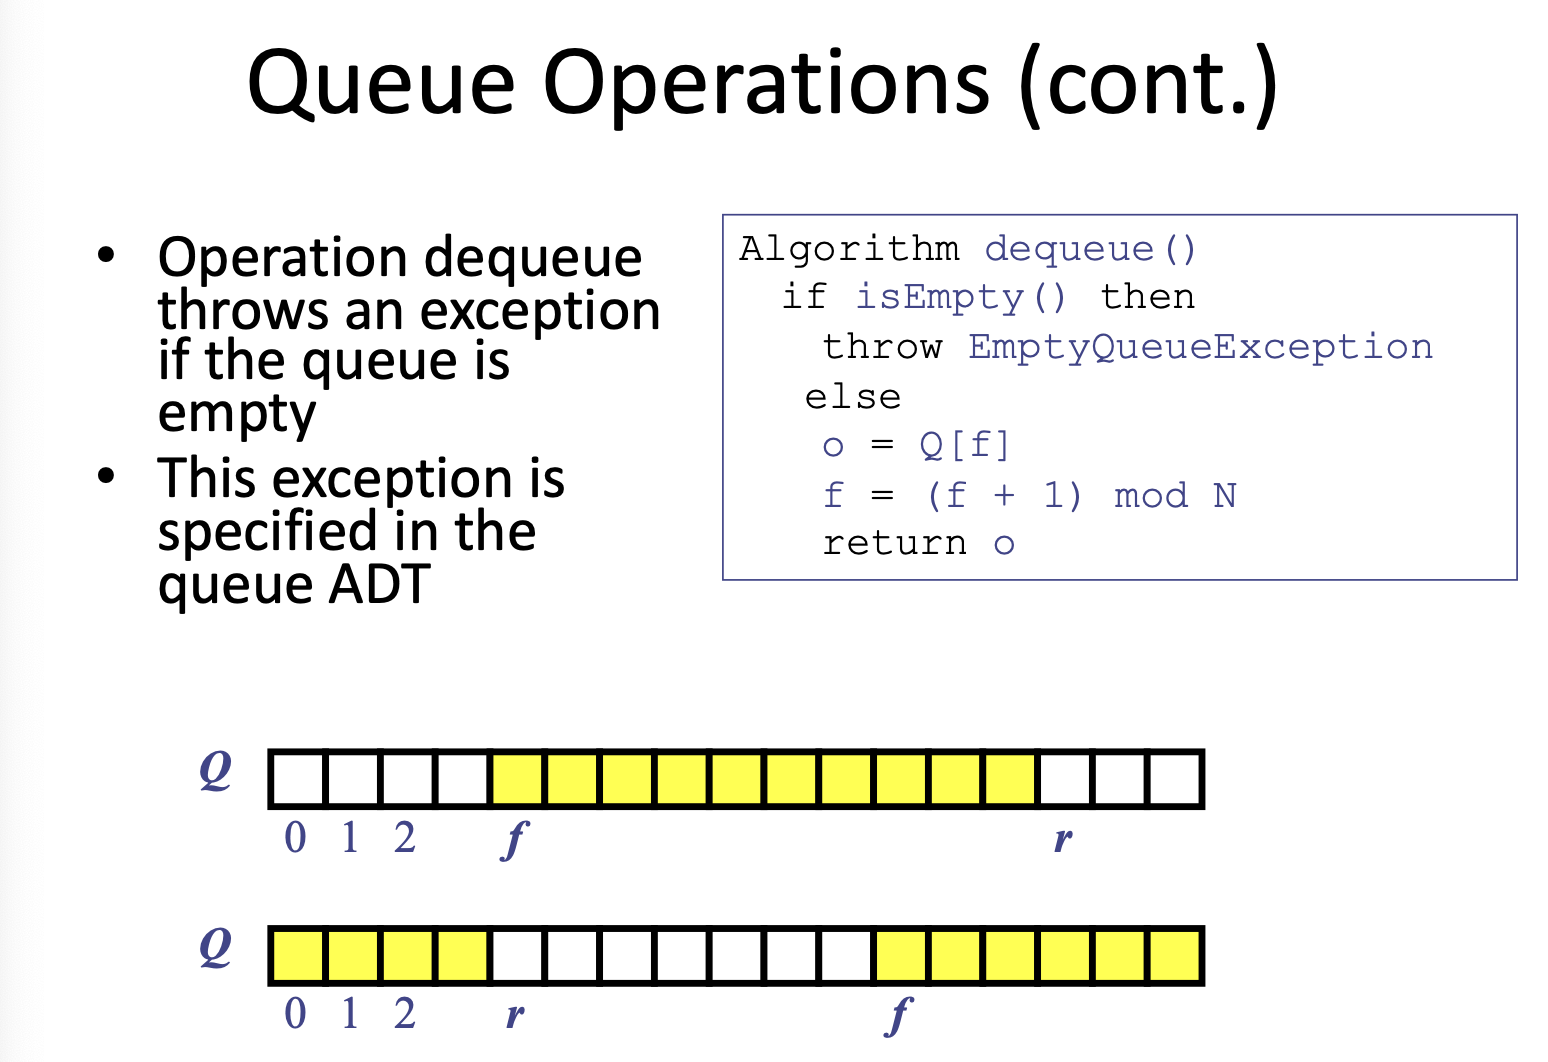 Queue Operations (cont.)
• Operation dequeue
throws an exception
if the queue is
empty
• This exception is
specified in the
queue ADT
Algorithm dequeue()
if isEmpty() then
throw EmptyQueueException
else
o = Q[f]
f = (f + 1) mod N
return o
Q
0 1 2 f r
Q
0 1 2 r f